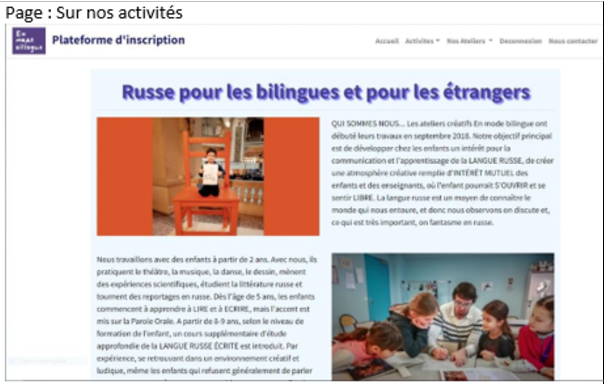 Page : Sur nos activités
En
mode
bilingue
Plateforme d'inscription
Accueil Activites Nos Ateliers Deconnexion Nous contacter
Russe pour les bilingues et pour les étrangers
QUI SOMMES NOUS... Les ateliers créatifs En mode bilingue ont
débuté leurs travaux en septembre 2018. Notre objectif principal
est de développer chez les enfants un intérêt pour la
communication et l'apprentissage de la LANGUE RUSSE, de créer
une atmosphère créative remplie d'INTÉRÊT MUTUEL des
enfants et des enseignants, où l'enfant pourrait S'OUVRIR et se
sentir LIBRE. La langue russe est un moyen de connaître le
monde qui nous entoure, et donc nous observons on discute et,
ce qui est très important, on fantasme en russe.
Nous travaillons avec des enfants à partir de 2 ans. Avec nous, ils
pratiquent le théâtre, la musique, la danse, le dessin, mènent
des expériences scientifiques, étudient la littérature russe et
tournent des reportages en russe. Dès l'âge de 5 ans, les enfants
commencent à apprendre à LIRE et à ECRIRE, mais l'accent est
mis sur la Parole Orale. A partir de 8-9 ans, selon le niveau de
formation de l'enfant, un cours supplémentaire d'étude
approfondie de la LANGUE RUSSE ÉCRITE est introduit. Par
expérience, se retrouvant dans un environnement créatif et
ludique, même les enfants qui refusent généralement de parler